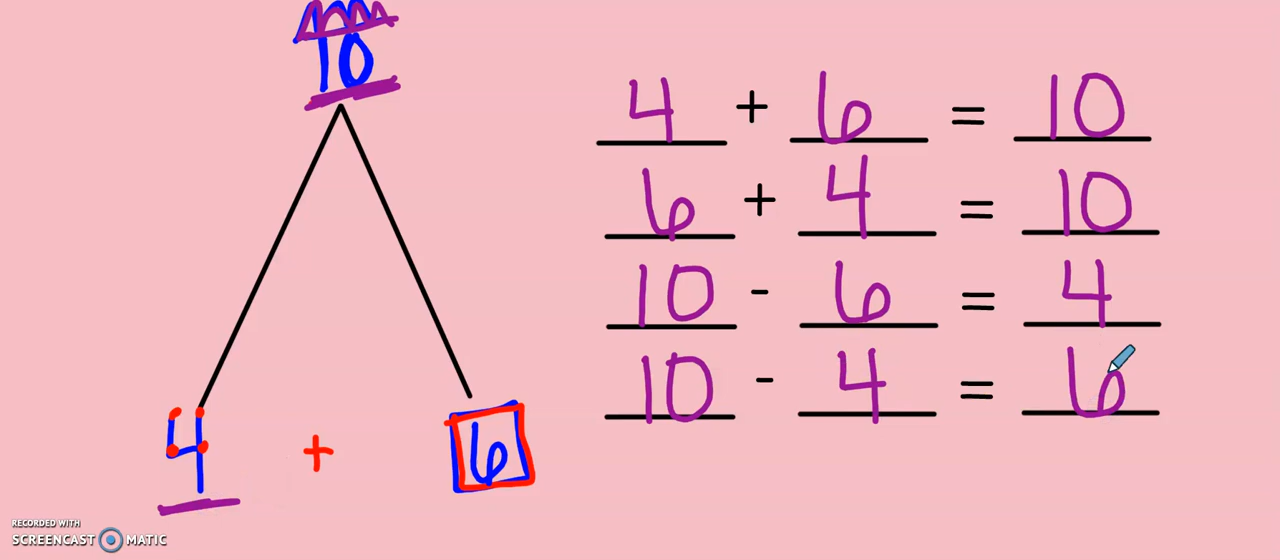 10
4 + 6
4 + 6 = 10
6 + 4 = 10
10 - 6 = 4
10 - 4 = 6
RECORDED WITH
SCREENCAST MATIC